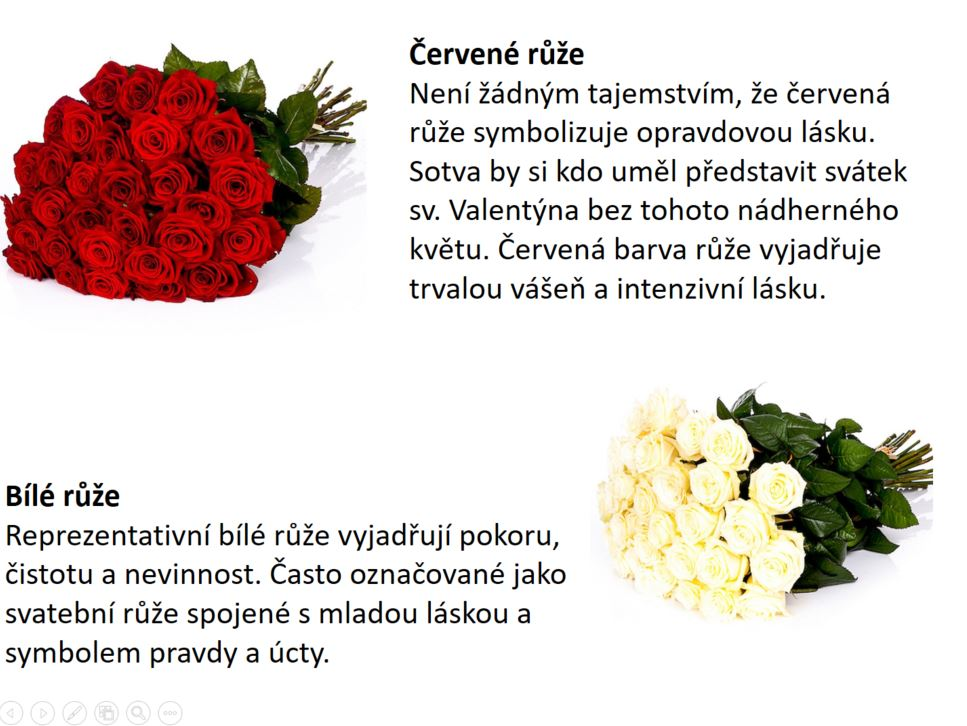 Červené růže
Není žádným tajemstvím, že červená
růže symbolizuje opravdovou lásku.
Sotva by si kdo uměl představit svátek
sv. Valentýna bez tohoto nádherného
květu. Červená barva růže vyjadřuje
trvalou vášeň a intenzivní lásku.
Bílé růže
Reprezentativní bílé růže vyjadřují pokoru,
čistotu a nevinnost. Často označované jako
svatební růže spojené s mladou láskou a
symbolem pravdy a úcty.